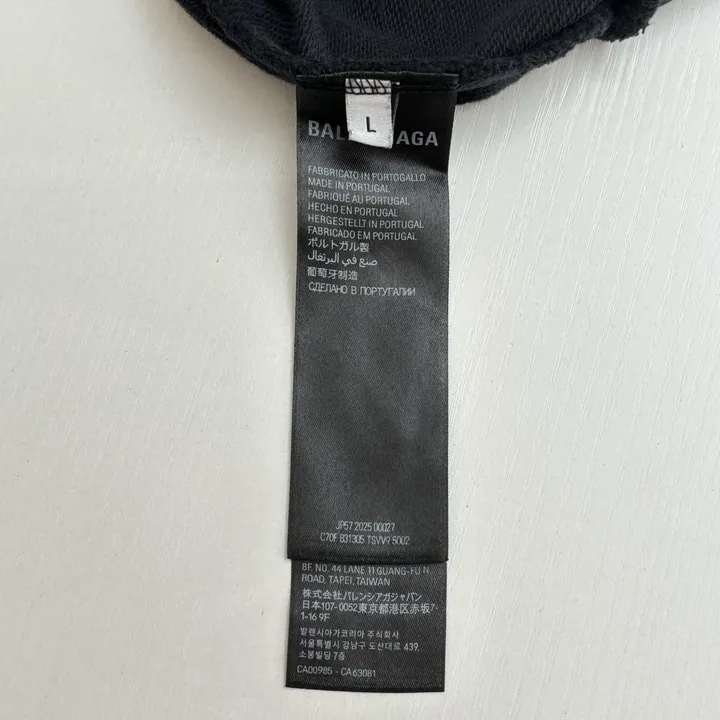 L
BAL AGA
FABBRICATO IN PORTOGALLO
MADE IN PORTUGAL
FABRIQUÉ AU PORTUGAL
HECHO EN PORTUGAL
HERGESTELLT IN PORTUGAL
FABRICADO EM PORTUGAL
ポルトガル製
صنع في البرتغال
葡萄牙制造
СДЕЛАНО В ПОРТУГАЛИИ
JP57 2025 00027
C70F B31305 TSVV9 5002
8F. NO. 44 LANE 11 GUANG-FU N.
ROAD, TAPEI, TAIWAN
株式会社バレンシアガジャパン
日本107-0052東京都港区赤坂7-
1-16 9F
발렌시아가코리아 주식회사
서울특별시 강남구 도산대로 439,
소봉빌딩 7층
CA00985 - CA63081